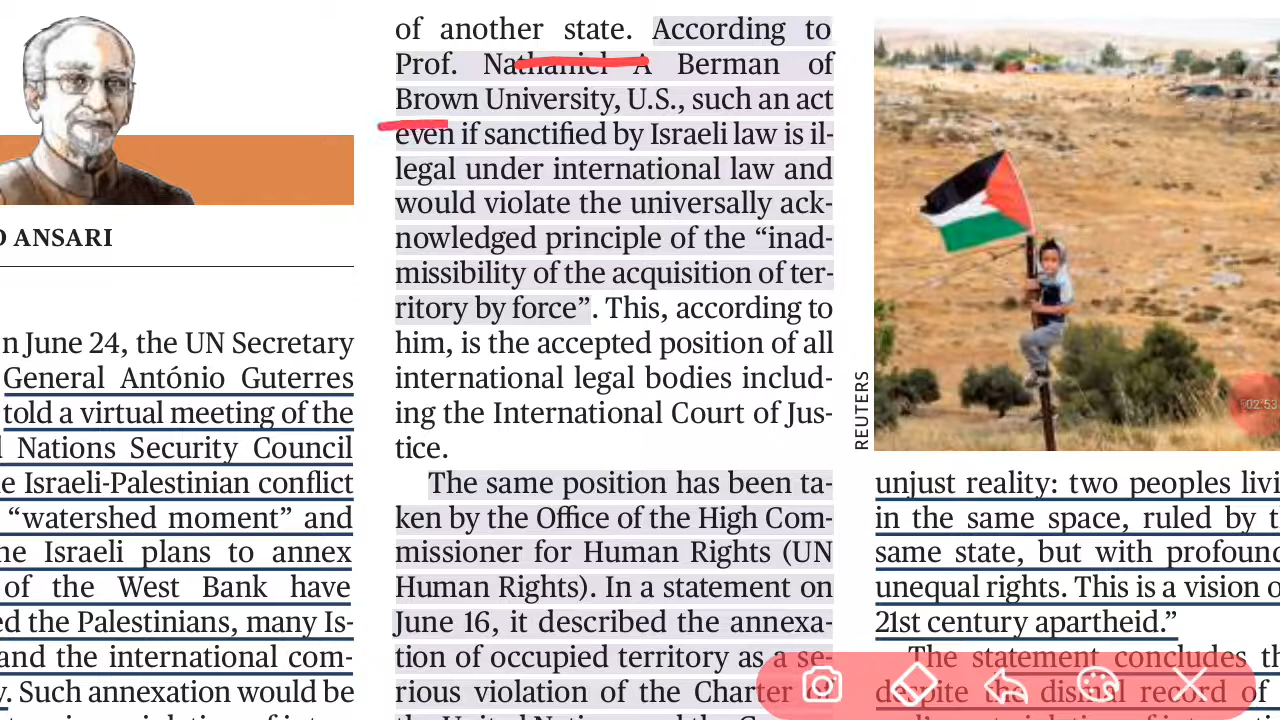 ANSARI
n June 24, the UN Secretary
General António Guterres
told a virtual meeting of the
Nations Security Council
e Israeli-Palestinian conflict
“watershed moment” and
he Israeli plans to annex
of the West Bank have
ed the Palestinians, many Is-
and the international com-
y. Such annexation would be
of another state. According to
Prof. Nathaniel A Berman of
Brown University, U.S., such an act
even if sanctified by Israeli law is il-
legal under international law and
would violate the universally ack-
nowledged principle of the “inad-
missibility of the acquisition of ter-
ritory by force”. This, according to
him, is the accepted position of all
international legal bodies includ-
ing the International Court of Jus-
tice.
The same position has been ta-
ken by the Office of the High Com-
missioner for Human Rights (UN
Human Rights). In a statement on
June 16, it described the annexa-
tion of occupied territory as a se-
rious violation of the Charter of
REUTERS
02:53
unjust reality: two peoples livi
in the same space, ruled by t
same state, but with profoun
unequal rights. This is a vision o
21st century apartheid.”
The statement concludes th
despite the dismal record of